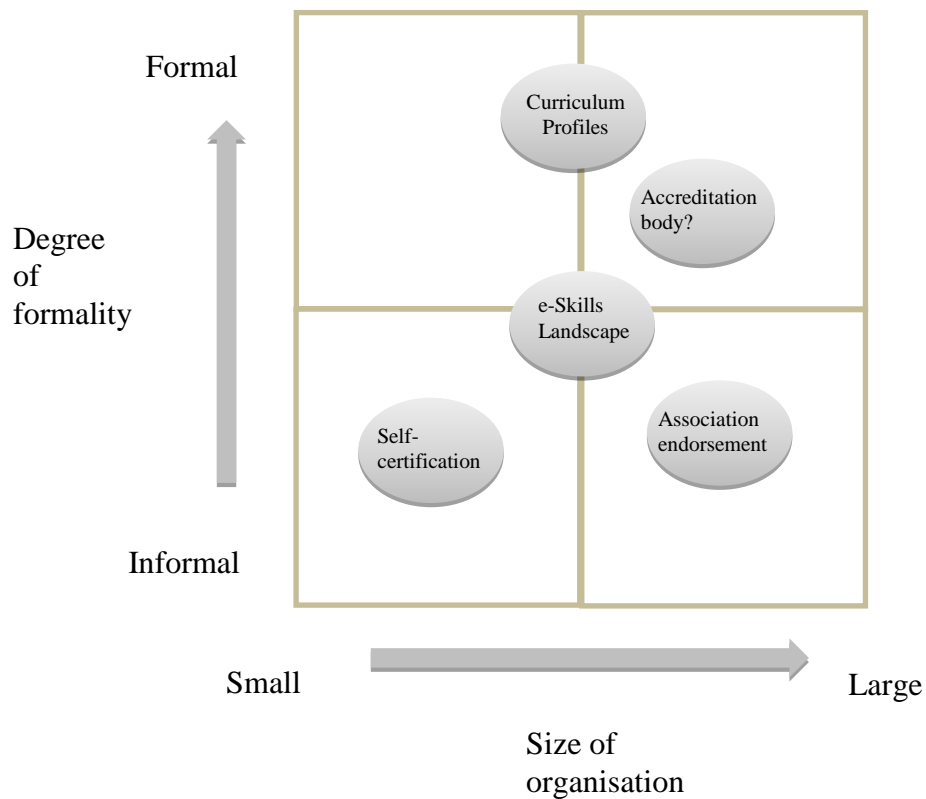 Formal
Curriculum
Profiles
Accreditation
body?
Degree
of
formality
e-Skills
Landscape
Self-
certification
Association
endorsement
Informal
Small
Large
Size of
organisation